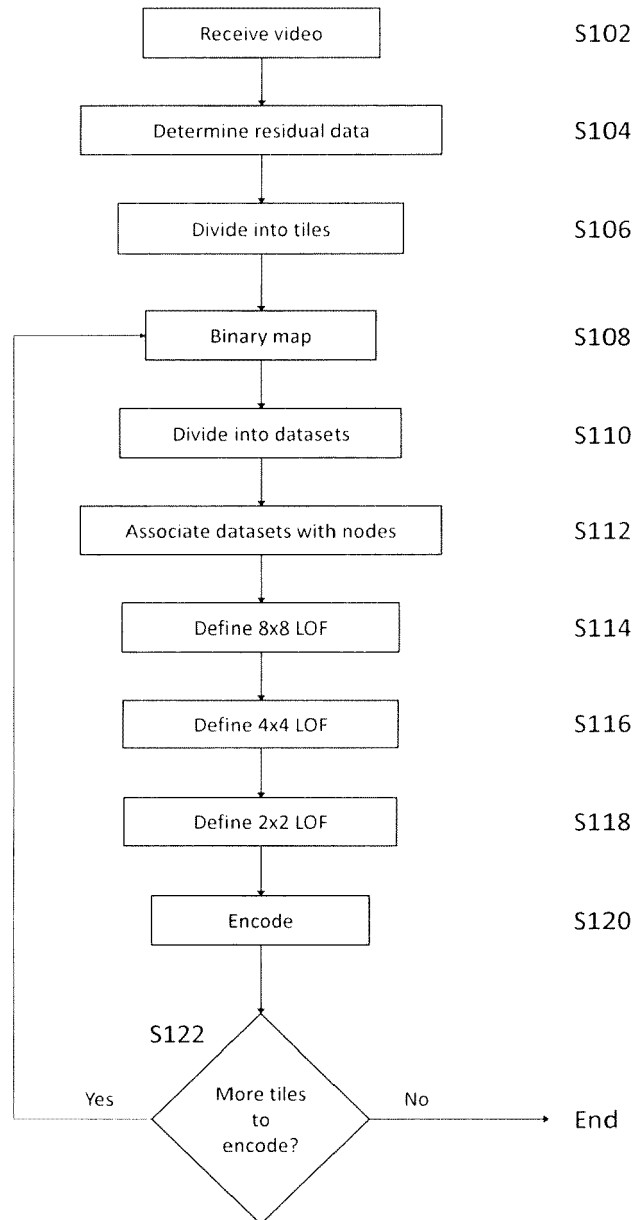 Receive video S102
Determine residual data S104
Divide into tiles S106
Binary map S108
Divide into datasets S110
Associate datasets with nodes S112
Define 8x8 LOF S114
Define 4x4 LOF S116
Define 2x2 LOF S118
Encode S120
S122
Yes
More tiles
to
encode?
No
End